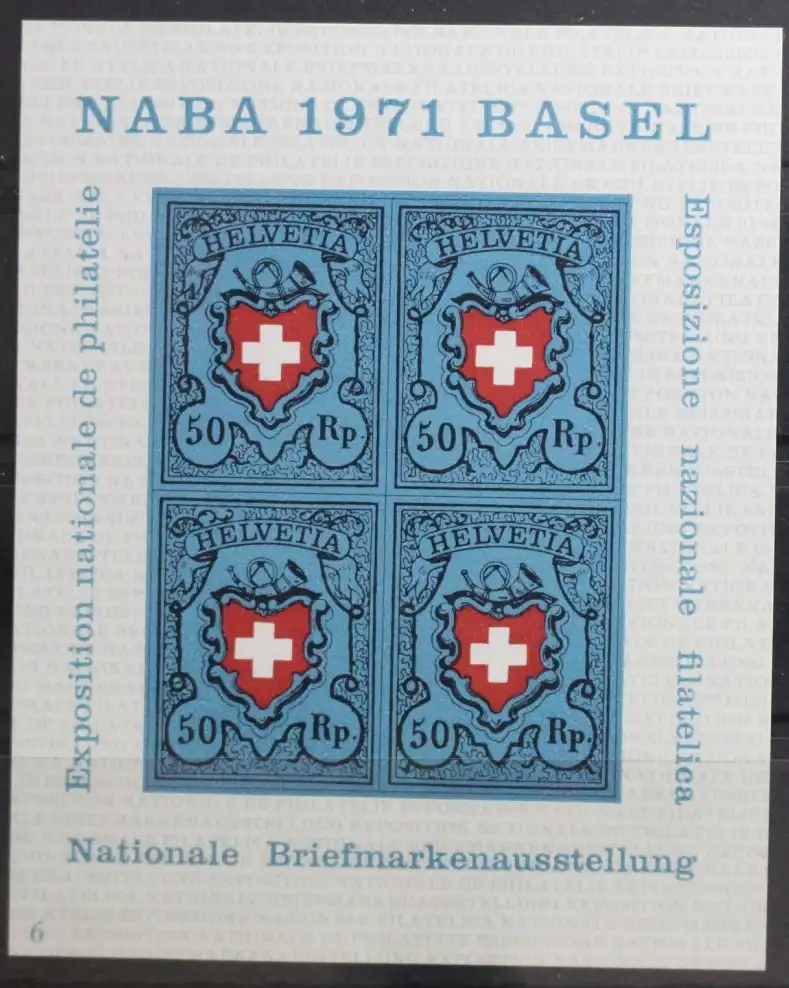 NABA 1971 BASEL
Exposition nationale de philatélie
Esposizione nazionale filatelica
HELVETIA
50 Rp.
HELVETIA
50 Rp.
HELVETIA
50 Rp.
HELVETIA
50 Rp.
Nationale Briefmarkenausstellung
6